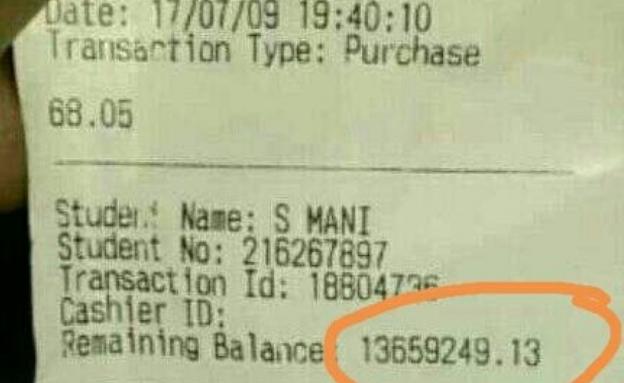 Date: 17/07/09 19:40:10
Transaction Type: Purchase
68.05
Student Name: S MANI
Student No: 216267897
Transaction Id: 18804736
Cashier ID:
Remaining Balance: 13659249.13